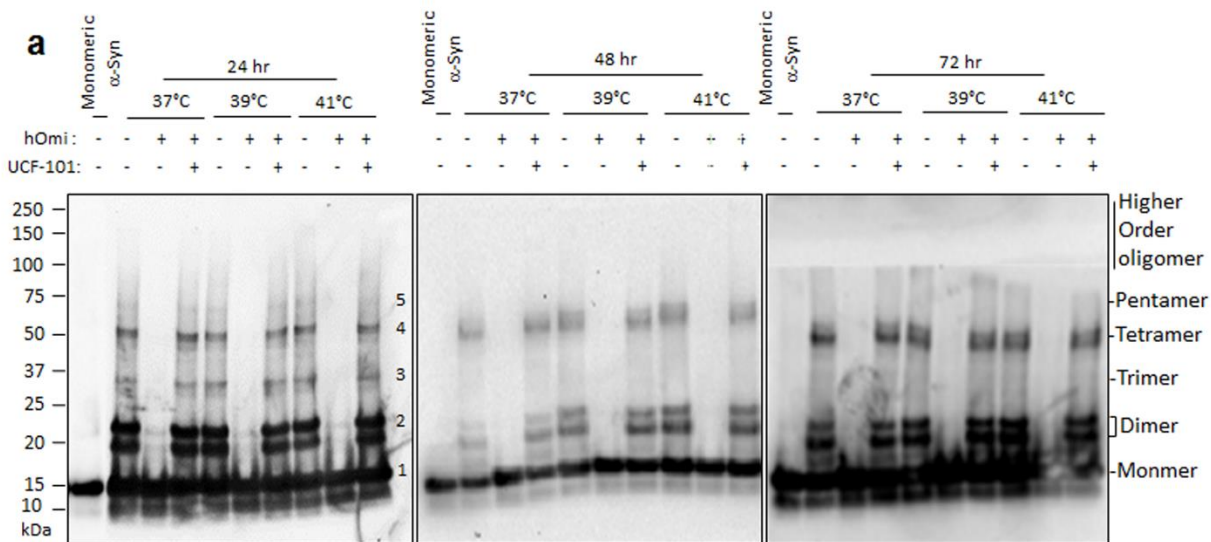 a
Monomeric
α-Syn
24 hr
37°C 39°C 41°C
Monomeric
α-Syn
48 hr
37°C 39°C 41°C
Monomeric
α-Syn
72 hr
37°C 39°C 41°C
hOmi : - - + + - + + - + + - - + + - + + - + + - - + + - + + - + +
UCF-101: - - - + - - + - - + - - - + - - + - - + - - - + - - + - - +
250
150
100
75
50
37
25
20
15
10
kDa
5
4
3
2
1
Higher
Order
oligomer
Pentamer
Tetramer
Trimer
Dimer
Monmer